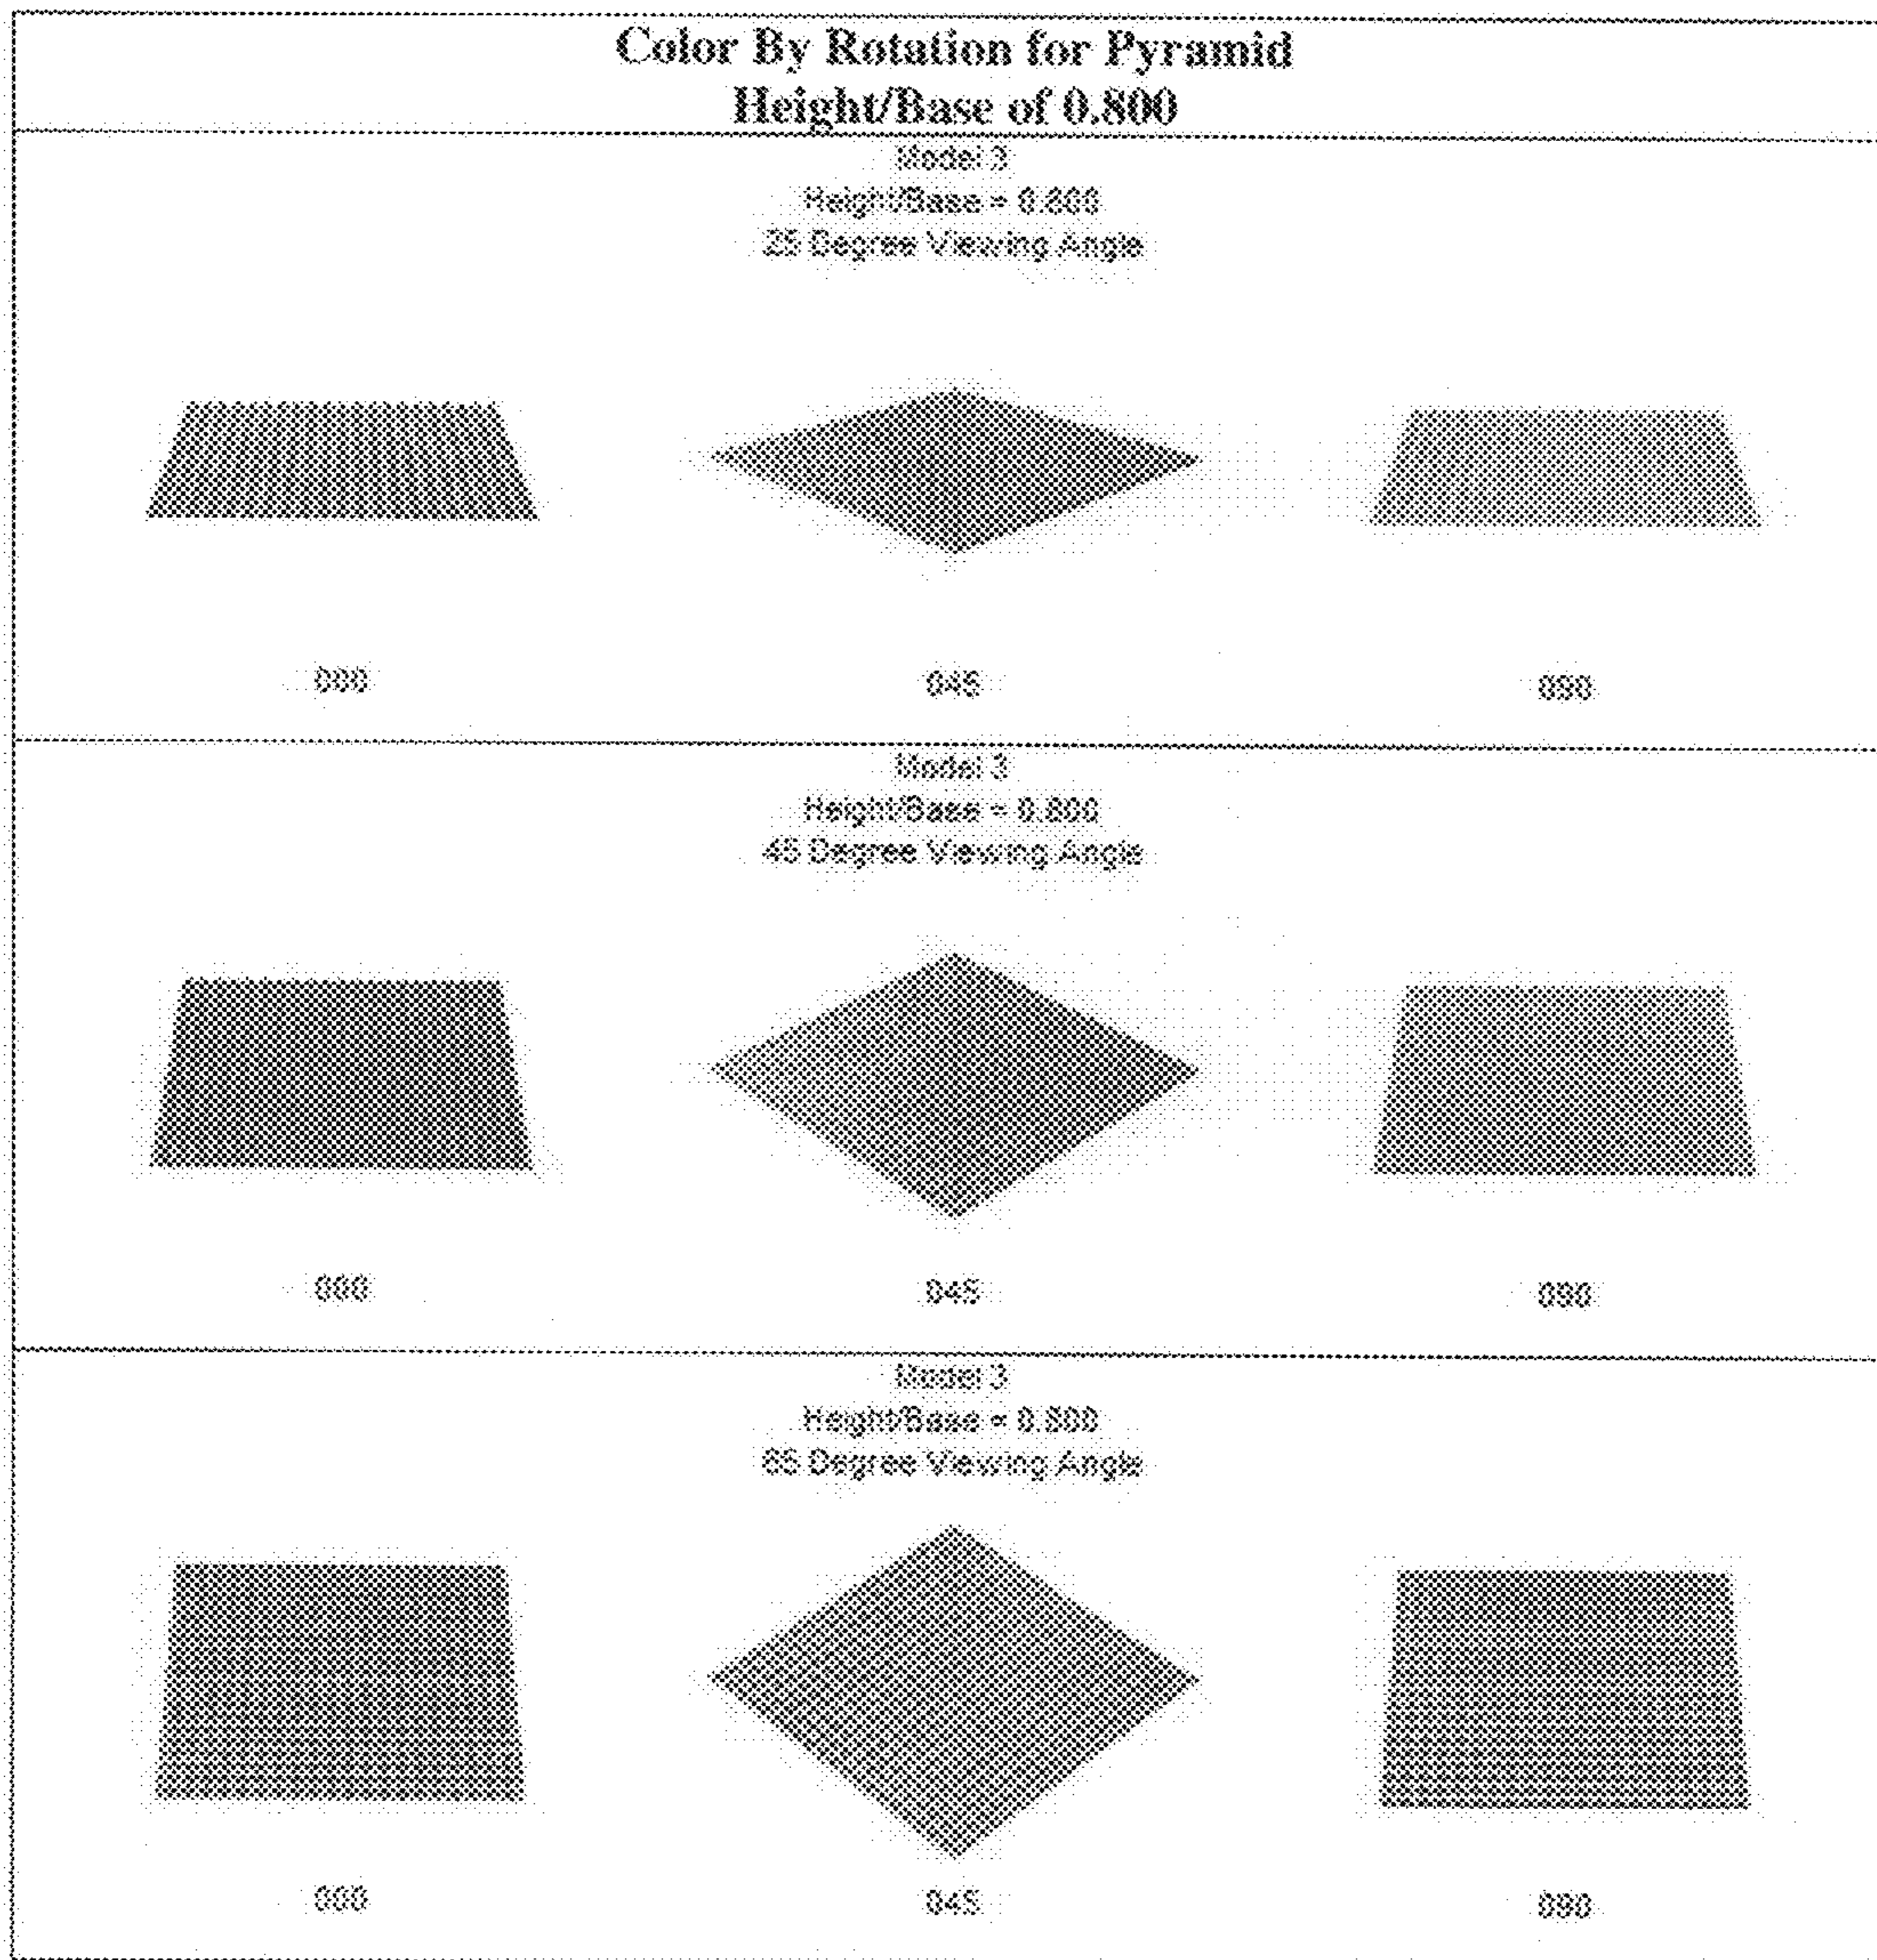 Color By Rotation for Pyramid
Height/Base of 0.800
Model 3
Height/Base = 0.800
25 Degree Viewing Angle
000
045
090
Model 3
Height/Base = 0.800
45 Degree Viewing Angle
000
045
090
Model 3
Height/Base = 0.800
65 Degree Viewing Angle
000
045
090